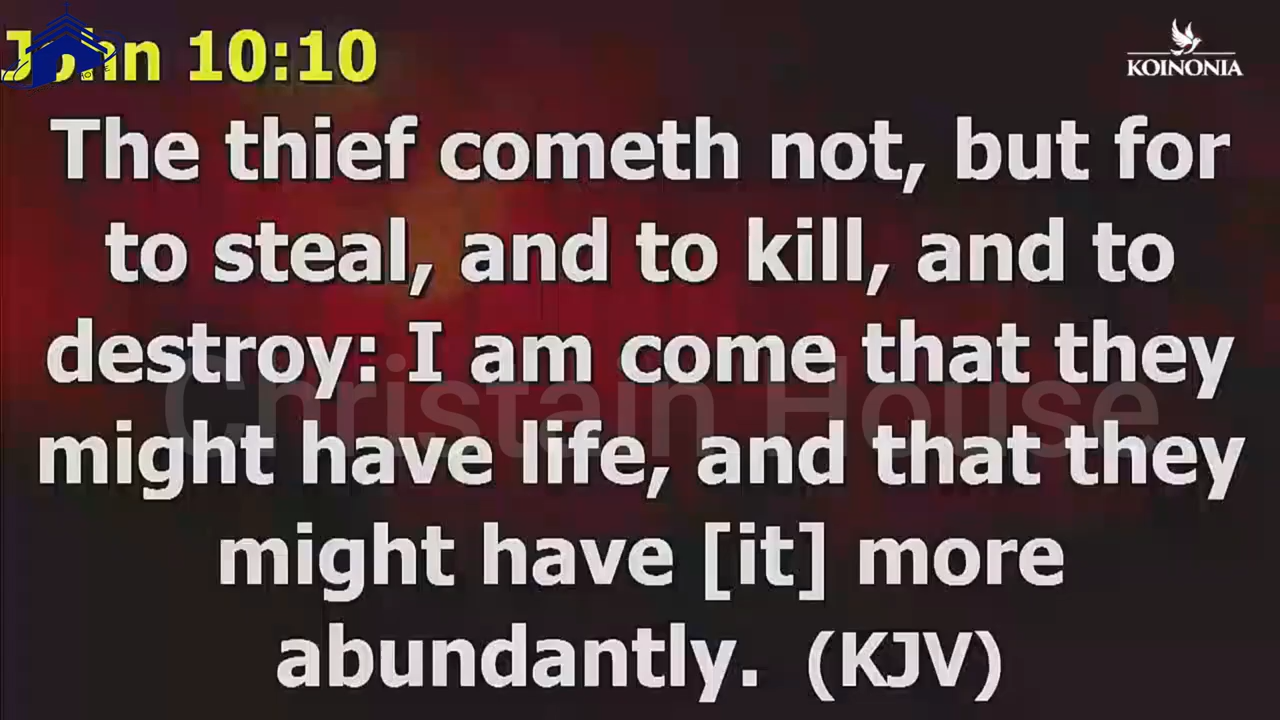 John 10:10
KOINONIA
The thief cometh not, but for
to steal, and to kill, and to
destroy: I am come that they
might have life, and that they
might have [it] more
abundantly. (KJV)
Christain House